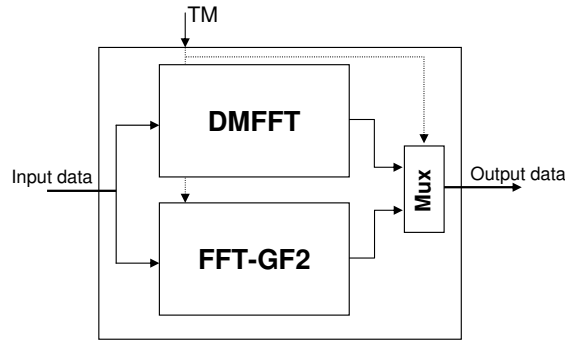 TM
DMFFT
Input data
Mux
Output data
FFT-GF2